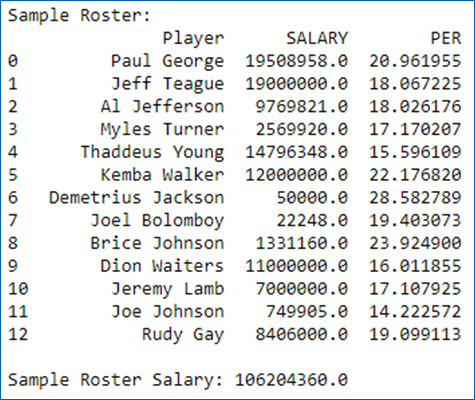 Sample Roster:
Player SALARY PER
0 Paul George 19508958.0 20.961955
1 Jeff Teague 19000000.0 18.067225
2 Al Jefferson 9769821.0 18.026176
3 Myles Turner 2569920.0 17.170207
4 Thaddeus Young 14796348.0 15.596109
5 Kemba Walker 12000000.0 22.176820
6 Demetrius Jackson 50000.0 28.582789
7 Joel Bolomboy 22248.0 19.403073
8 Brice Johnson 1331160.0 23.924900
9 Dion Waiters 11000000.0 16.011855
10 Jeremy Lamb 7000000.0 17.107925
11 Joe Johnson 749905.0 14.222572
12 Rudy Gay 8406000.0 19.099113
Sample Roster Salary: 106204360.0